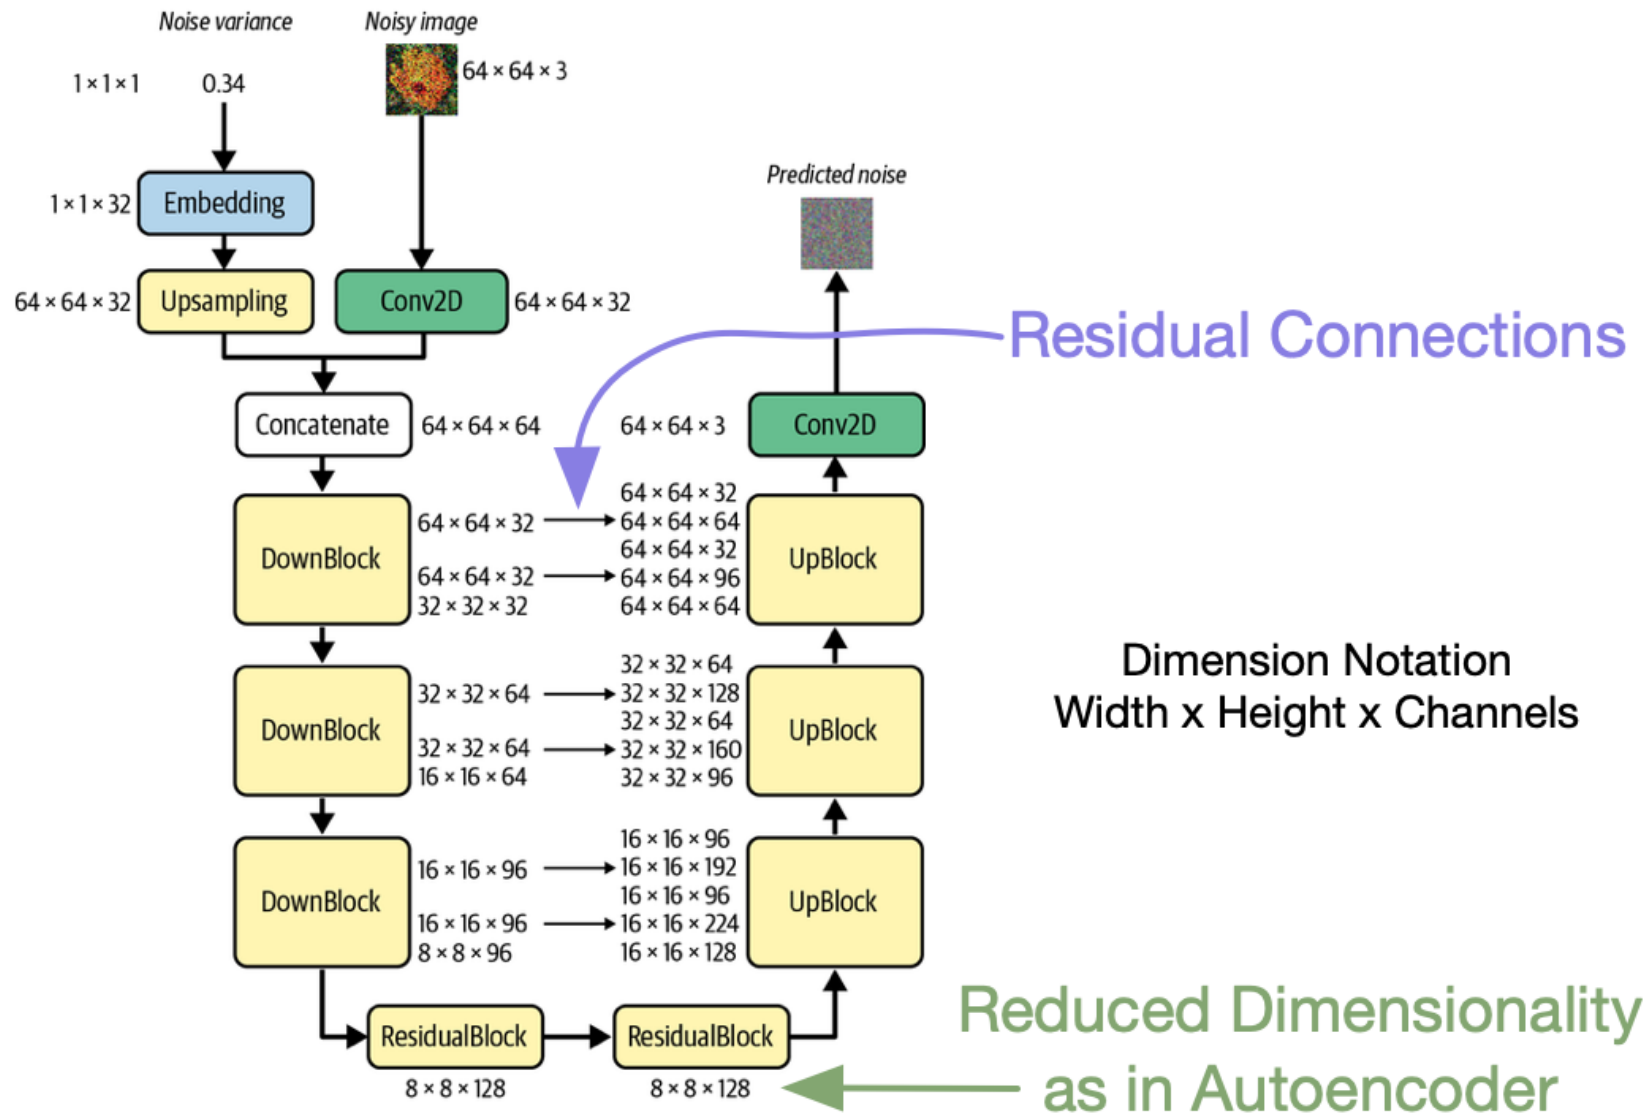 Noise variance
Noisy image
1 × 1 × 1
0.34
64 × 64 × 3
Predicted noise
1 × 1 × 32
Embedding
64 × 64 × 32
Upsampling
Conv2D
64 × 64 × 32
Residual Connections
Concatenate
64 × 64 × 64
64 × 64 × 3
Conv2D
DownBlock
64 × 64 × 32
64 × 64 × 32
32 × 32 × 32
64 × 64 × 32
64 × 64 × 64
64 × 64 × 32
64 × 64 × 96
64 × 64 × 64
UpBlock
DownBlock
32 × 32 × 64
32 × 32 × 64
16 × 16 × 64
32 × 32 × 64
32 × 32 × 128
32 × 32 × 64
32 × 32 × 160
32 × 32 × 96
UpBlock
Dimension Notation
Width x Height x Channels
DownBlock
16 × 16 × 96
16 × 16 × 96
8 × 8 × 96
16 × 16 × 96
16 × 16 × 192
16 × 16 × 96
16 × 16 × 224
16 × 16 × 128
UpBlock
ResidualBlock
ResidualBlock
8 × 8 × 128
8 × 8 × 128
Reduced Dimensionality
as in Autoencoder